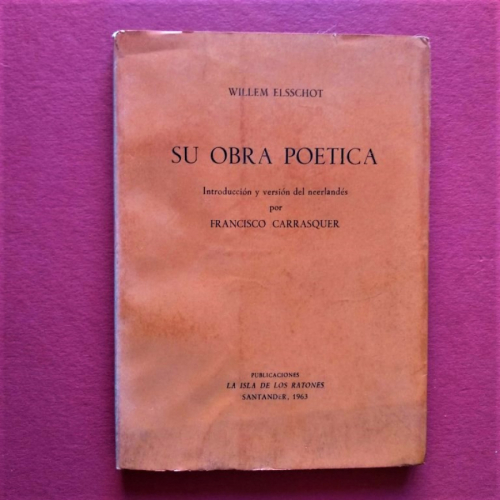 WILLEM ELSSCHOT
SU OBRA POETICA
Introducción y versión del neerlandés
por
FRANCISCO CARRASQUER
PUBLICACIONES
LA ISLA DE LOS RATONES
SANTANDER, 1963